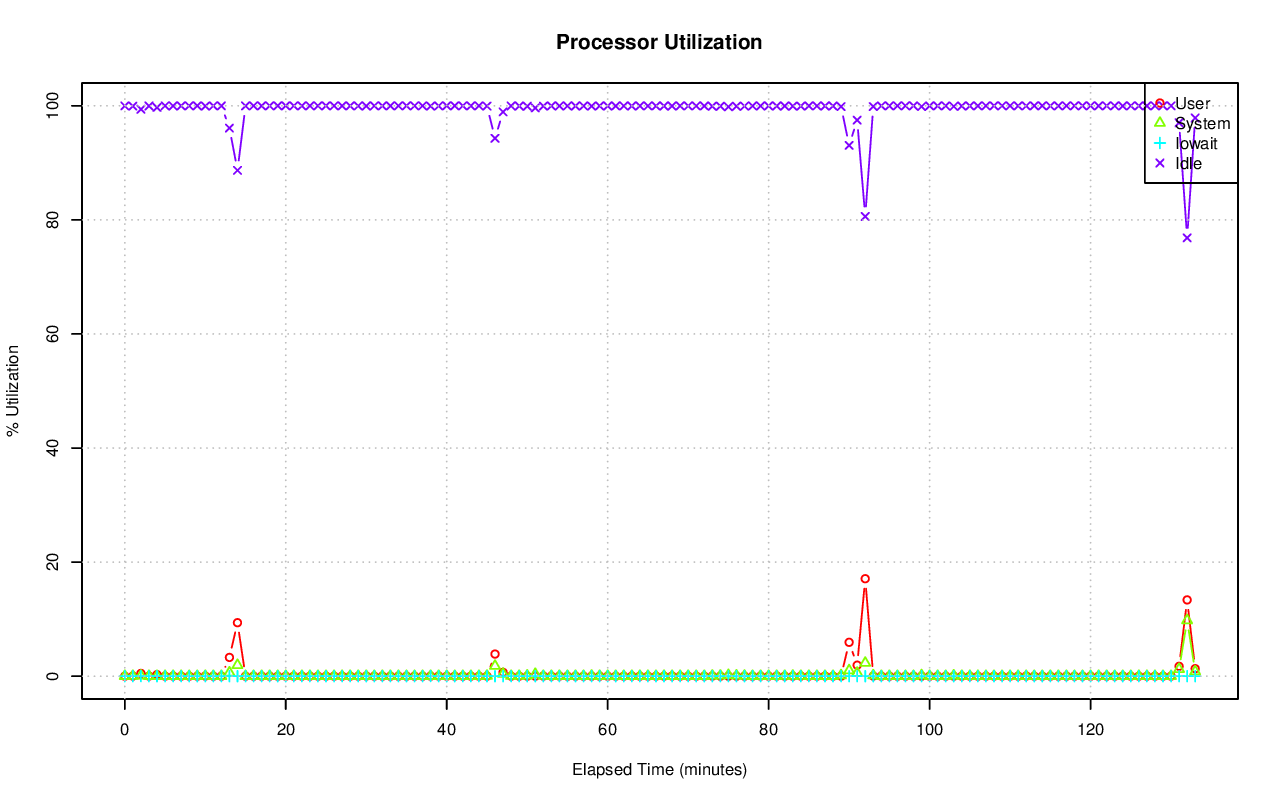 Processor Utilization
100
80
60
40
20
0
% Utilization
User
System
Iowait
Idle
0 20 40 60 80 100 120
Elapsed Time (minutes)